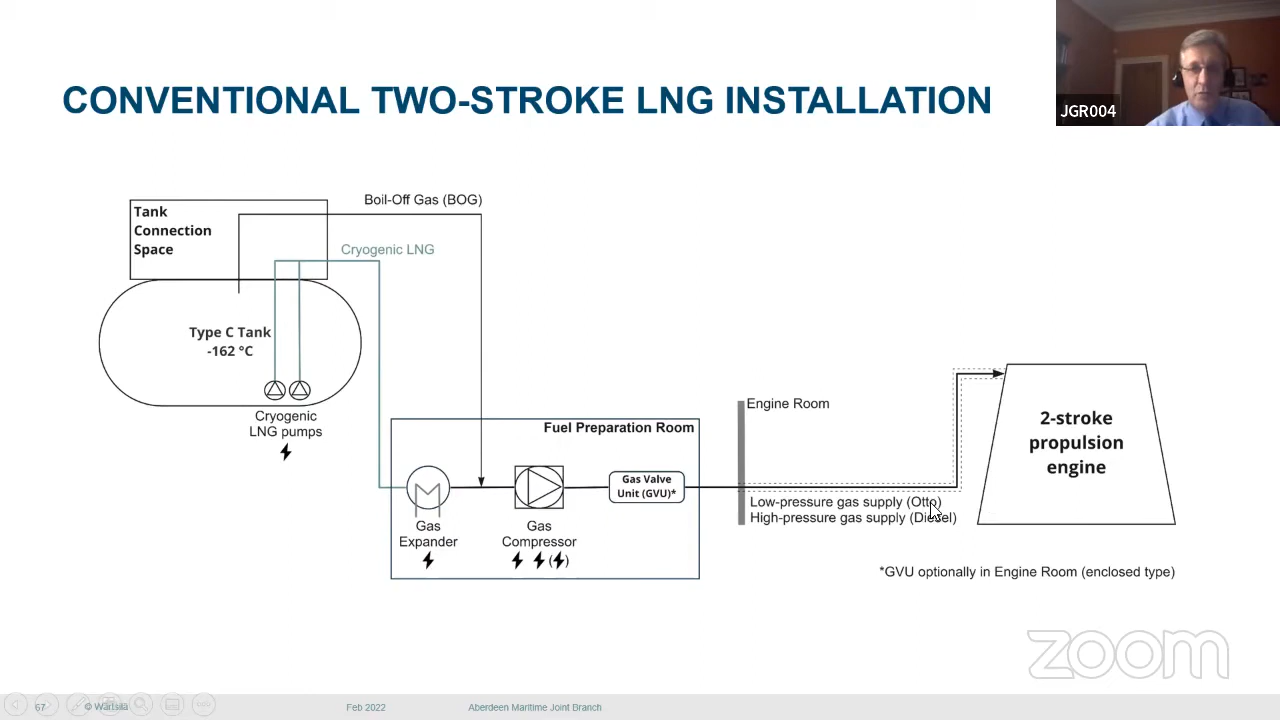 CONVENTIONAL TWO-STROKE LNG INSTALLATION
JGR004
Boil-Off Gas (BOG)
Tank
Connection
Space
Cryogenic LNG
Type C Tank
-162 °C
Cryogenic
LNG pumps
Engine Room
Fuel Preparation Room
2-stroke
propulsion
engine
Gas Valve
Unit (GVU)*
Low-pressure gas supply (Otto)
High-pressure gas supply (Diesel)
Gas
Expander
Gas
Compressor
( )
*GVU optionally in Engine Room (enclosed type)
zoom
67
© Wärtsilä
Feb 2022
Aberdeen Maritime Joint Branch